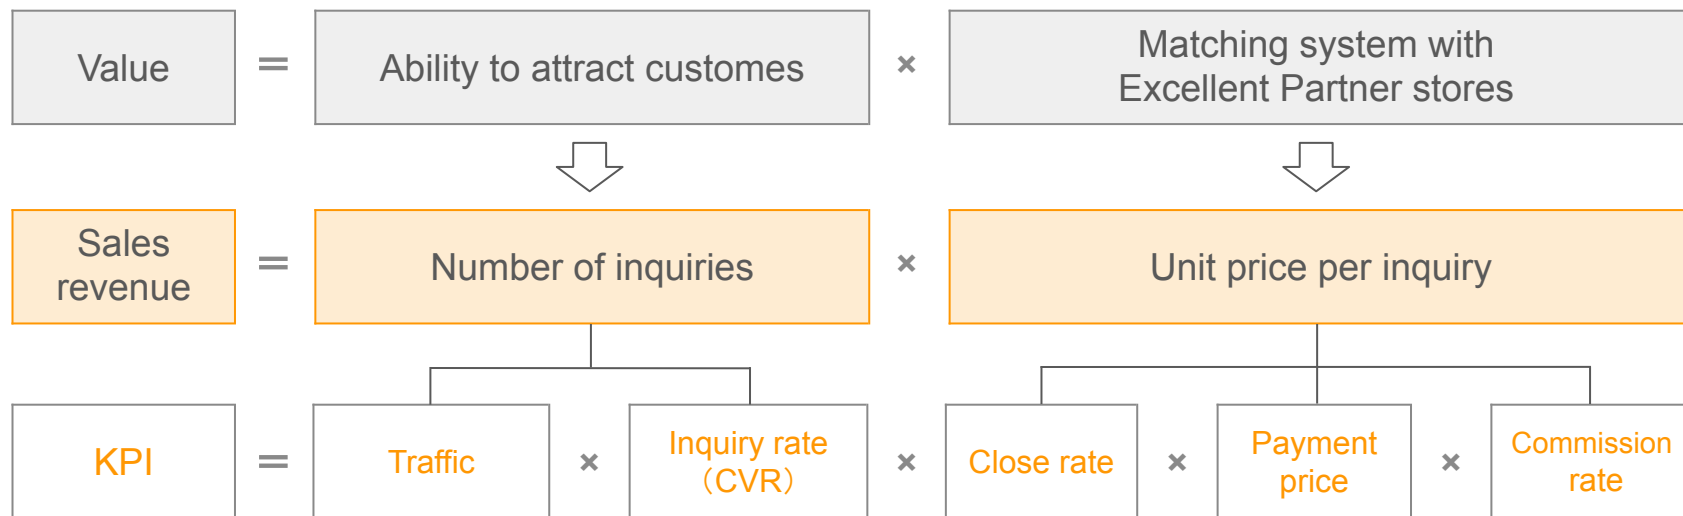 Value
=
Ability to attract customes
×
Matching system with
Excellent Partner stores
Sales
revenue
=
Number of inquiries
×
Unit price per inquiry
KPI
=
Traffic
×
Inquiry rate
（CVR）
×
Close rate
×
Payment
price
×
Commission
rate